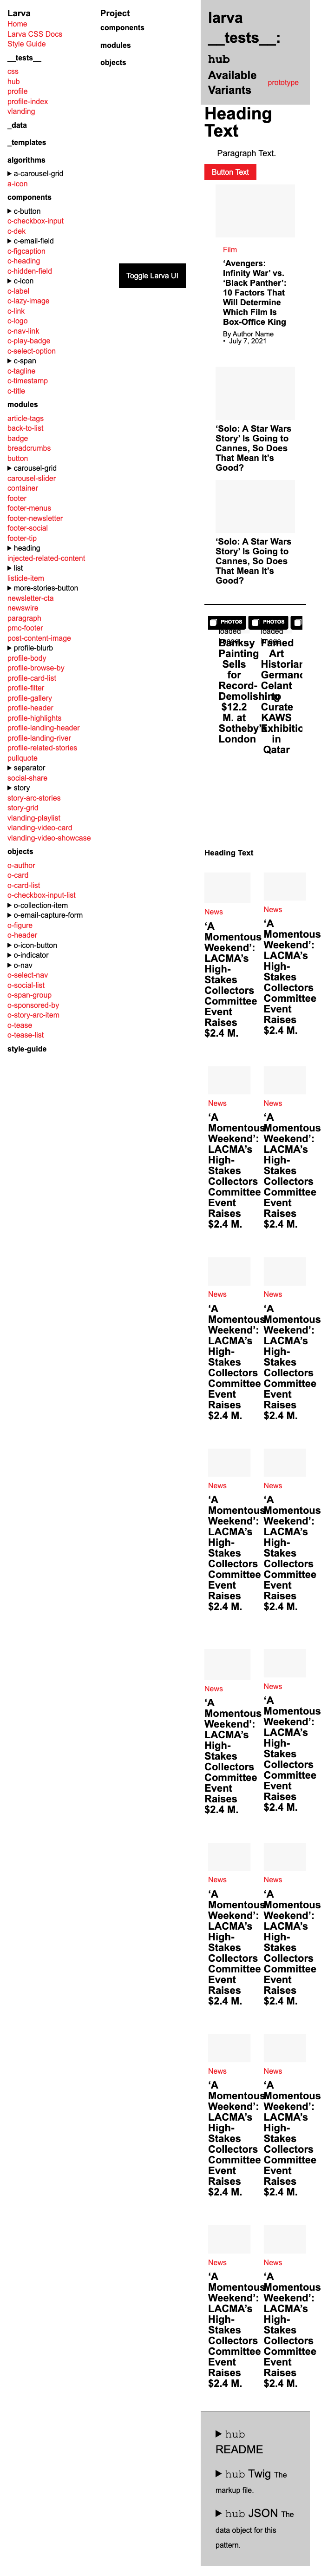 Larva
Home
Larva CSS Docs
Style Guide
__tests__
css
hub
profile
profile-index
vlanding
_data
_templates
algorithms
a-carousel-grid
a-icon
components
c-button
c-checkbox-input
c-dek
c-email-field
c-figcaption
c-heading
c-hidden-field
c-icon
c-label
c-lazy-image
c-link
c-logo
c-nav-link
c-play-badge
c-select-option
c-span
c-tagline
c-timestamp
c-title
modules
article-tags
back-to-list
badge
breadcrumbs
button
carousel-grid
carousel-slider
container
footer
footer-menus
footer-newsletter
footer-social
footer-tip
heading
injected-related-content
list
listicle-item
more-stories-button
newsletter-cta
newswire
paragraph
pmc-footer
post-content-image
profile-blurb
profile-body
profile-browse-by
profile-card-list
profile-filter
profile-gallery
profile-header
profile-highlights
profile-landing-header
profile-landing-river
profile-related-stories
pullquote
separator
social-share
story
story-arc-stories
story-grid
vlanding-playlist
vlanding-video-card
vlanding-video-showcase
objects
o-author
o-card
o-card-list
o-checkbox-input-list
o-collection-item
o-email-capture-form
o-figure
o-header
o-icon-button
o-indicator
o-nav
o-select-nav
o-social-list
o-span-group
o-sponsored-by
o-story-arc-item
o-tease
o-tease-list
style-guide
Project
components
modules
objects
Toggle Larva UI
larva
__tests__:
hub
Available
Variants
prototype
Heading
Text
Paragraph Text.
Button Text
Film
‘Avengers:
Infinity War’ vs.
‘Black Panther’:
10 Factors That
Will Determine
Which Film Is
Box-Office King
By Author Name
• July 7, 2021
‘Solo: A Star Wars
Story’ Is Going to
Cannes, So Does
That Mean It’s
Good?
‘Solo: A Star Wars
Story’ Is Going to
Cannes, So Does
That Mean It’s
Good?
PHOTOS
loaded
Banksy
Painting
Sells
for
Record-
Demolishing
$12.2
M. at
Sotheby’s
London
PHOTOS
loaded
Famed
Art
Historian
Germano
Celant
to
Curate
KAWS
Exhibition
in
Qatar
Heading Text
News
‘A
Momentous
Weekend’:
LACMA’s
High-
Stakes
Collectors
Committee
Event
Raises
$2.4 M.
News
‘A
Momentous
Weekend’:
LACMA’s
High-
Stakes
Collectors
Committee
Event
Raises
$2.4 M.
News
‘A
Momentous
Weekend’:
LACMA’s
High-
Stakes
Collectors
Committee
Event
Raises
$2.4 M.
News
‘A
Momentous
Weekend’:
LACMA’s
High-
Stakes
Collectors
Committee
Event
Raises
$2.4 M.
News
‘A
Momentous
Weekend’:
LACMA’s
High-
Stakes
Collectors
Committee
Event
Raises
$2.4 M.
News
‘A
Momentous
Weekend’:
LACMA’s
High-
Stakes
Collectors
Committee
Event
Raises
$2.4 M.
News
‘A
Momentous
Weekend’:
LACMA’s
High-
Stakes
Collectors
Committee
Event
Raises
$2.4 M.
News
‘A
Momentous
Weekend’:
LACMA’s
High-
Stakes
Collectors
Committee
Event
Raises
$2.4 M.
News
‘A
Momentous
Weekend’:
LACMA’s
High-
Stakes
Collectors
Committee
Event
Raises
$2.4 M.
News
‘A
Momentous
Weekend’:
LACMA’s
High-
Stakes
Collectors
Committee
Event
Raises
$2.4 M.
News
‘A
Momentous
Weekend’:
LACMA’s
High-
Stakes
Collectors
Committee
Event
Raises
$2.4 M.
News
‘A
Momentous
Weekend’:
LACMA’s
High-
Stakes
Collectors
Committee
Event
Raises
$2.4 M.
News
‘A
Momentous
Weekend’:
LACMA’s
High-
Stakes
Collectors
Committee
Event
Raises
$2.4 M.
News
‘A
Momentous
Weekend’:
LACMA’s
High-
Stakes
Collectors
Committee
Event
Raises
$2.4 M.
News
‘A
Momentous
Weekend’:
LACMA’s
High-
Stakes
Collectors
Committee
Event
Raises
$2.4 M.
News
‘A
Momentous
Weekend’:
LACMA’s
High-
Stakes
Collectors
Committee
Event
Raises
$2.4 M.
hub
README
hub Twig The
markup file.
hub JSON The
data object for this
pattern.